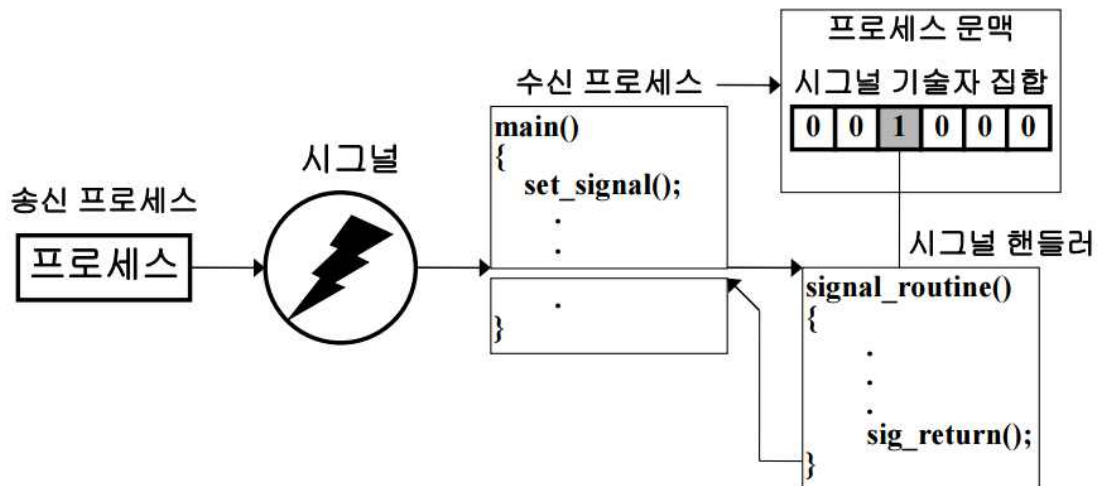 프로세스 문맥
시그널 기술자 집합
0 0 1 0 0 0
수신 프로세스
main()
{
set_signal();
.
.
.
}
시그널
송신 프로세스
프로세스
시그널 핸들러
signal_routine()
{
.
.
.
sig_return();
}